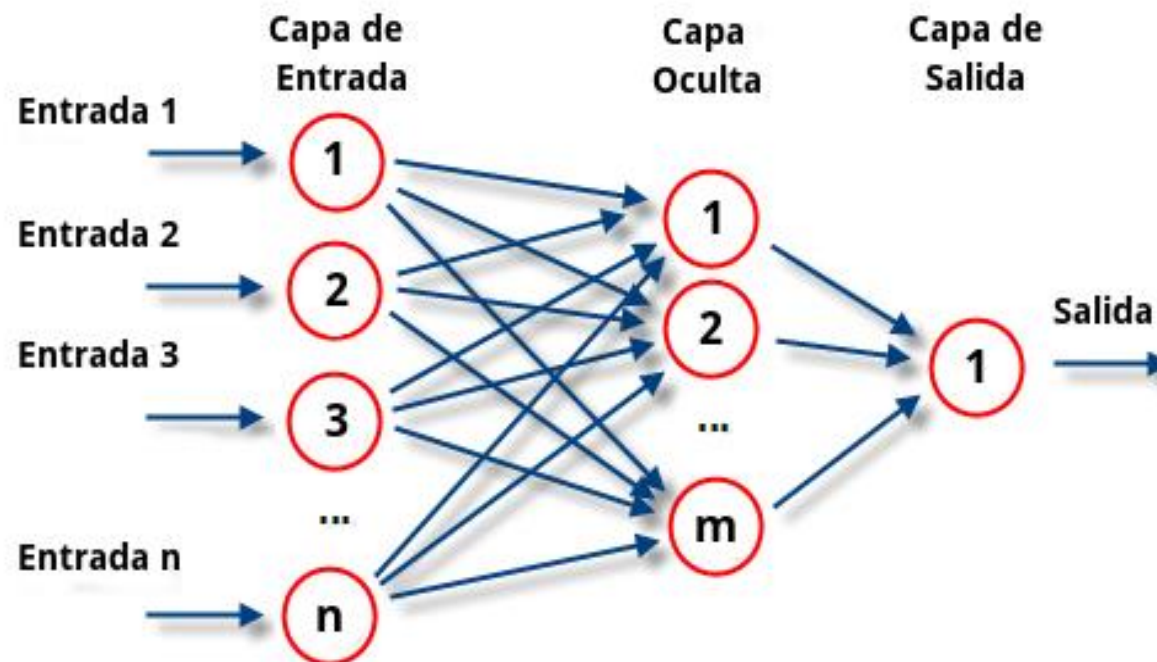 Capa de
Entrada
Capa
Oculta
Capa de
Salida
Entrada 1
1
Entrada 2
2
Entrada 3
3
...
Entrada n
n
1
2
...
m
1
Salida